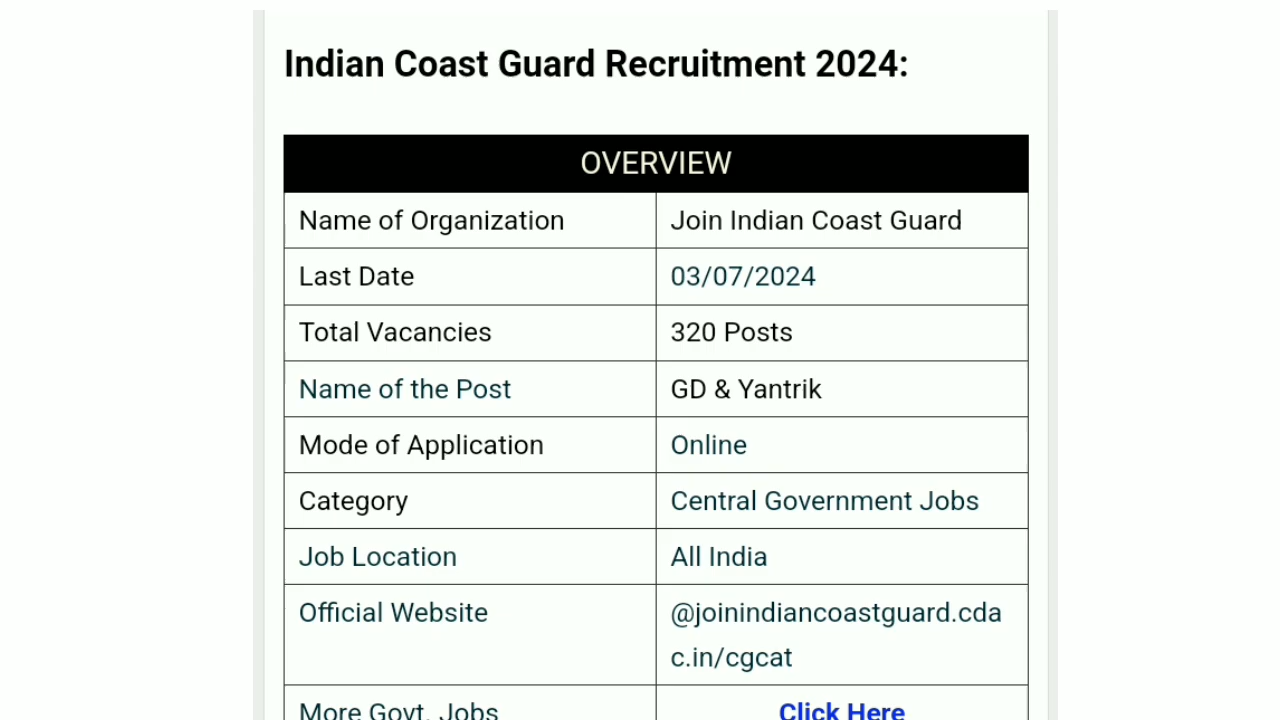 Indian Coast Guard Recruitment 2024:
OVERVIEW
Name of Organization Join Indian Coast Guard
Last Date 03/07/2024
Total Vacancies 320 Posts
Name of the Post GD & Yantrik
Mode of Application Online
Category Central Government Jobs
Job Location All India
Official Website @joinindiancoastguard.cda
c.in/cgcat
More Govt. Jobs Click Here